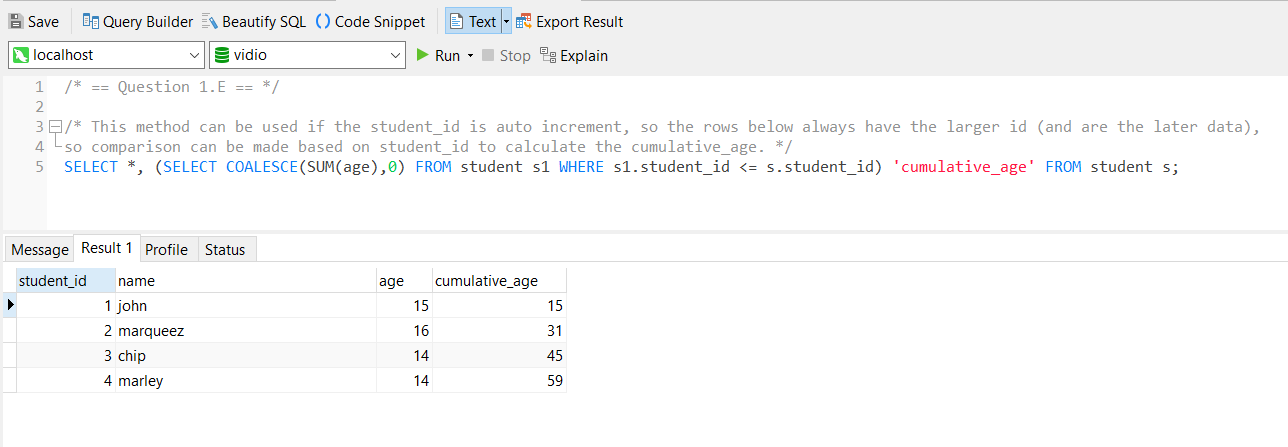 Save Query Builder Beautify SQL Code Snippet Text Export Result
localhost vidio Run Stop Explain
1 /* == Question 1.E == */
2
3 /* This method can be used if the student_id is auto increment, so the rows below always have the larger id (and are the later data),
4 so comparison can be made based on student_id to calculate the cumulative_age. */
5 SELECT *, (SELECT COALESCE(SUM(age),0) FROM student s1 WHERE s1.student_id <= s.student_id) 'cumulative_age' FROM student s;
Message Result 1 Profile Status
student_id name age cumulative_age
1 john 15 15
2 marqueez 16 31
3 chip 14 45
4 marley 14 59